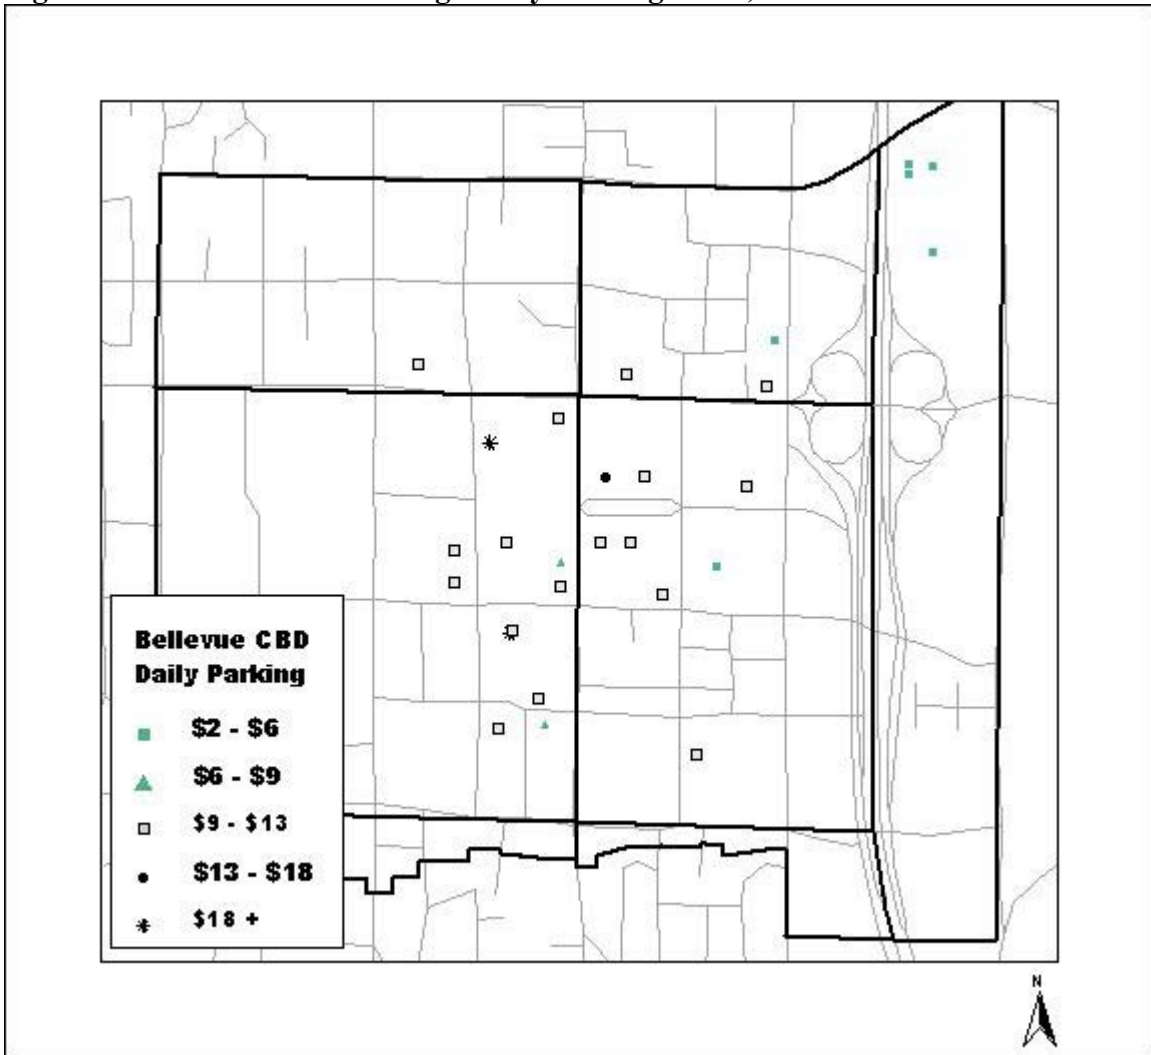 Bellevue CBD
Daily Parking
$2 - $6
$6 - $9
$9 - $13
$13 - $18
$18 +
N